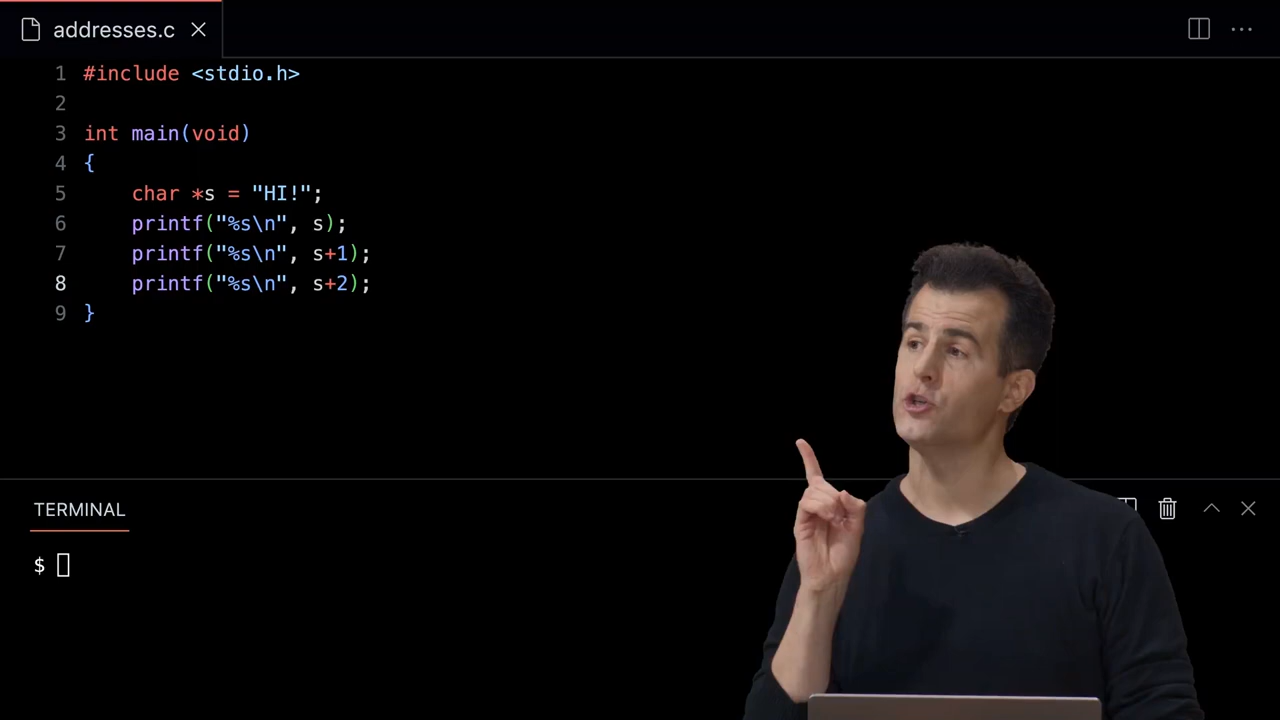 addresses.c
1 #include <stdio.h>
2
3 int main(void)
4 {
5     char *s = "HI!";
6     printf("%s\n", s);
7     printf("%s\n", s+1);
8     printf("%s\n", s+2);
9 }
TERMINAL
$